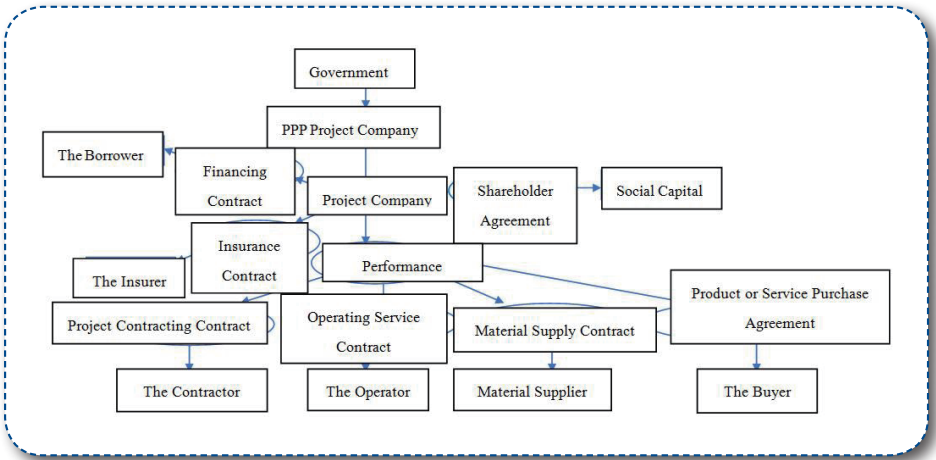 Government
PPP Project Company
The Borrower
Financing
Contract
Project Company
Shareholder
Agreement
Social Capital
Insurance
Contract
Performance
The Insurer
Product or Service Purchase
Agreement
Project Contracting Contract
Operating Service
Contract
Material Supply Contract
The Contractor
The Operator
Material Supplier
The Buyer